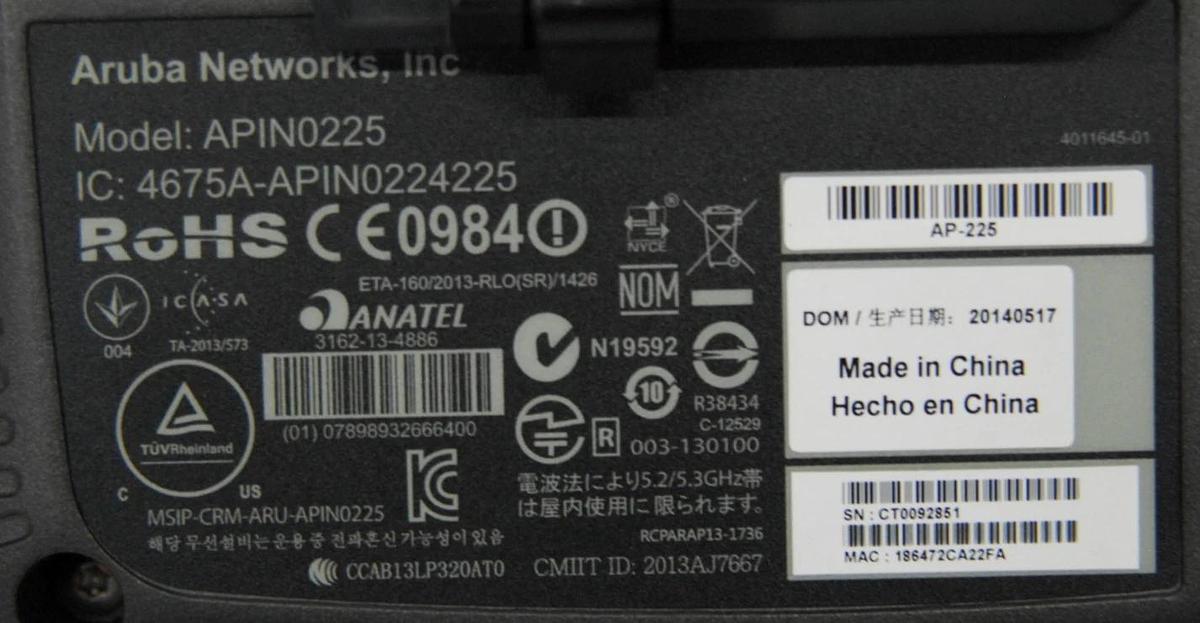 Aruba Networks, Inc
Model: APIN0225
4011645-01
IC: 4675A-APIN0224225
RoHS CE0984
NYCE
AP-225
ETA-160/2013-RLO(SR)/1426
NOM
ICASA
ANATEL
004
TA-2013/573
3162-13-4886
N19592
10
R38434
C-12529
(01) 07898932666400
R 003-130100
TÜVRheinland
C US
電波法により5.2/5.3GHz帯
は屋内使用に限られます。
MSIP-CRM-ARU-APIN0225
RCPARAP13-1736
해당 무선설비는 운용 중 전파혼신 가능성이 있음
CCAB13LP320AT0
CMIIT ID: 2013AJ7667
DOM / 生产日期: 20140517
Made in China
Hecho en China
SN : CT0092851
MAC : 186472CA22FA